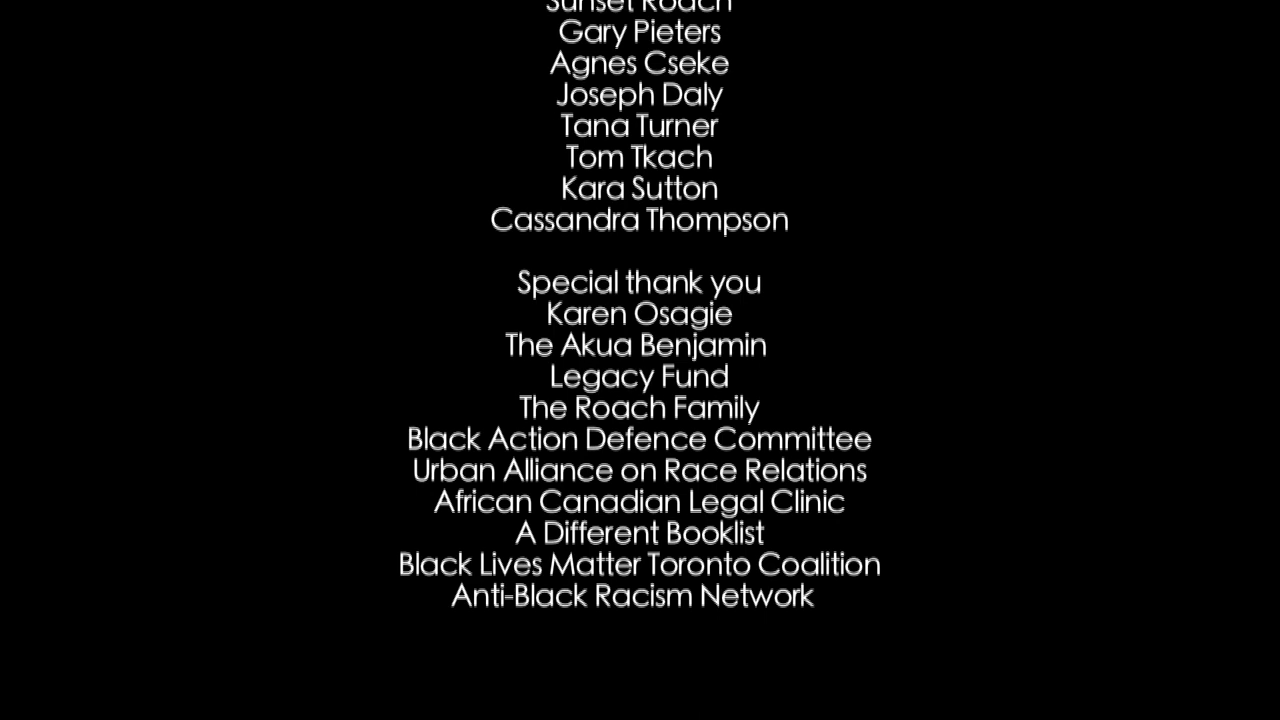 Sunset Roach
Gary Pieters
Agnes Cseke
Joseph Daly
Tana Turner
Tom Tkach
Kara Sutton
Cassandra Thompson
Special thank you
Karen Osagie
The Akua Benjamin
Legacy Fund
The Roach Family
Black Action Defence Committee
Urban Alliance on Race Relations
African Canadian Legal Clinic
A Different Booklist
Black Lives Matter Toronto Coalition
Anti-Black Racism Network